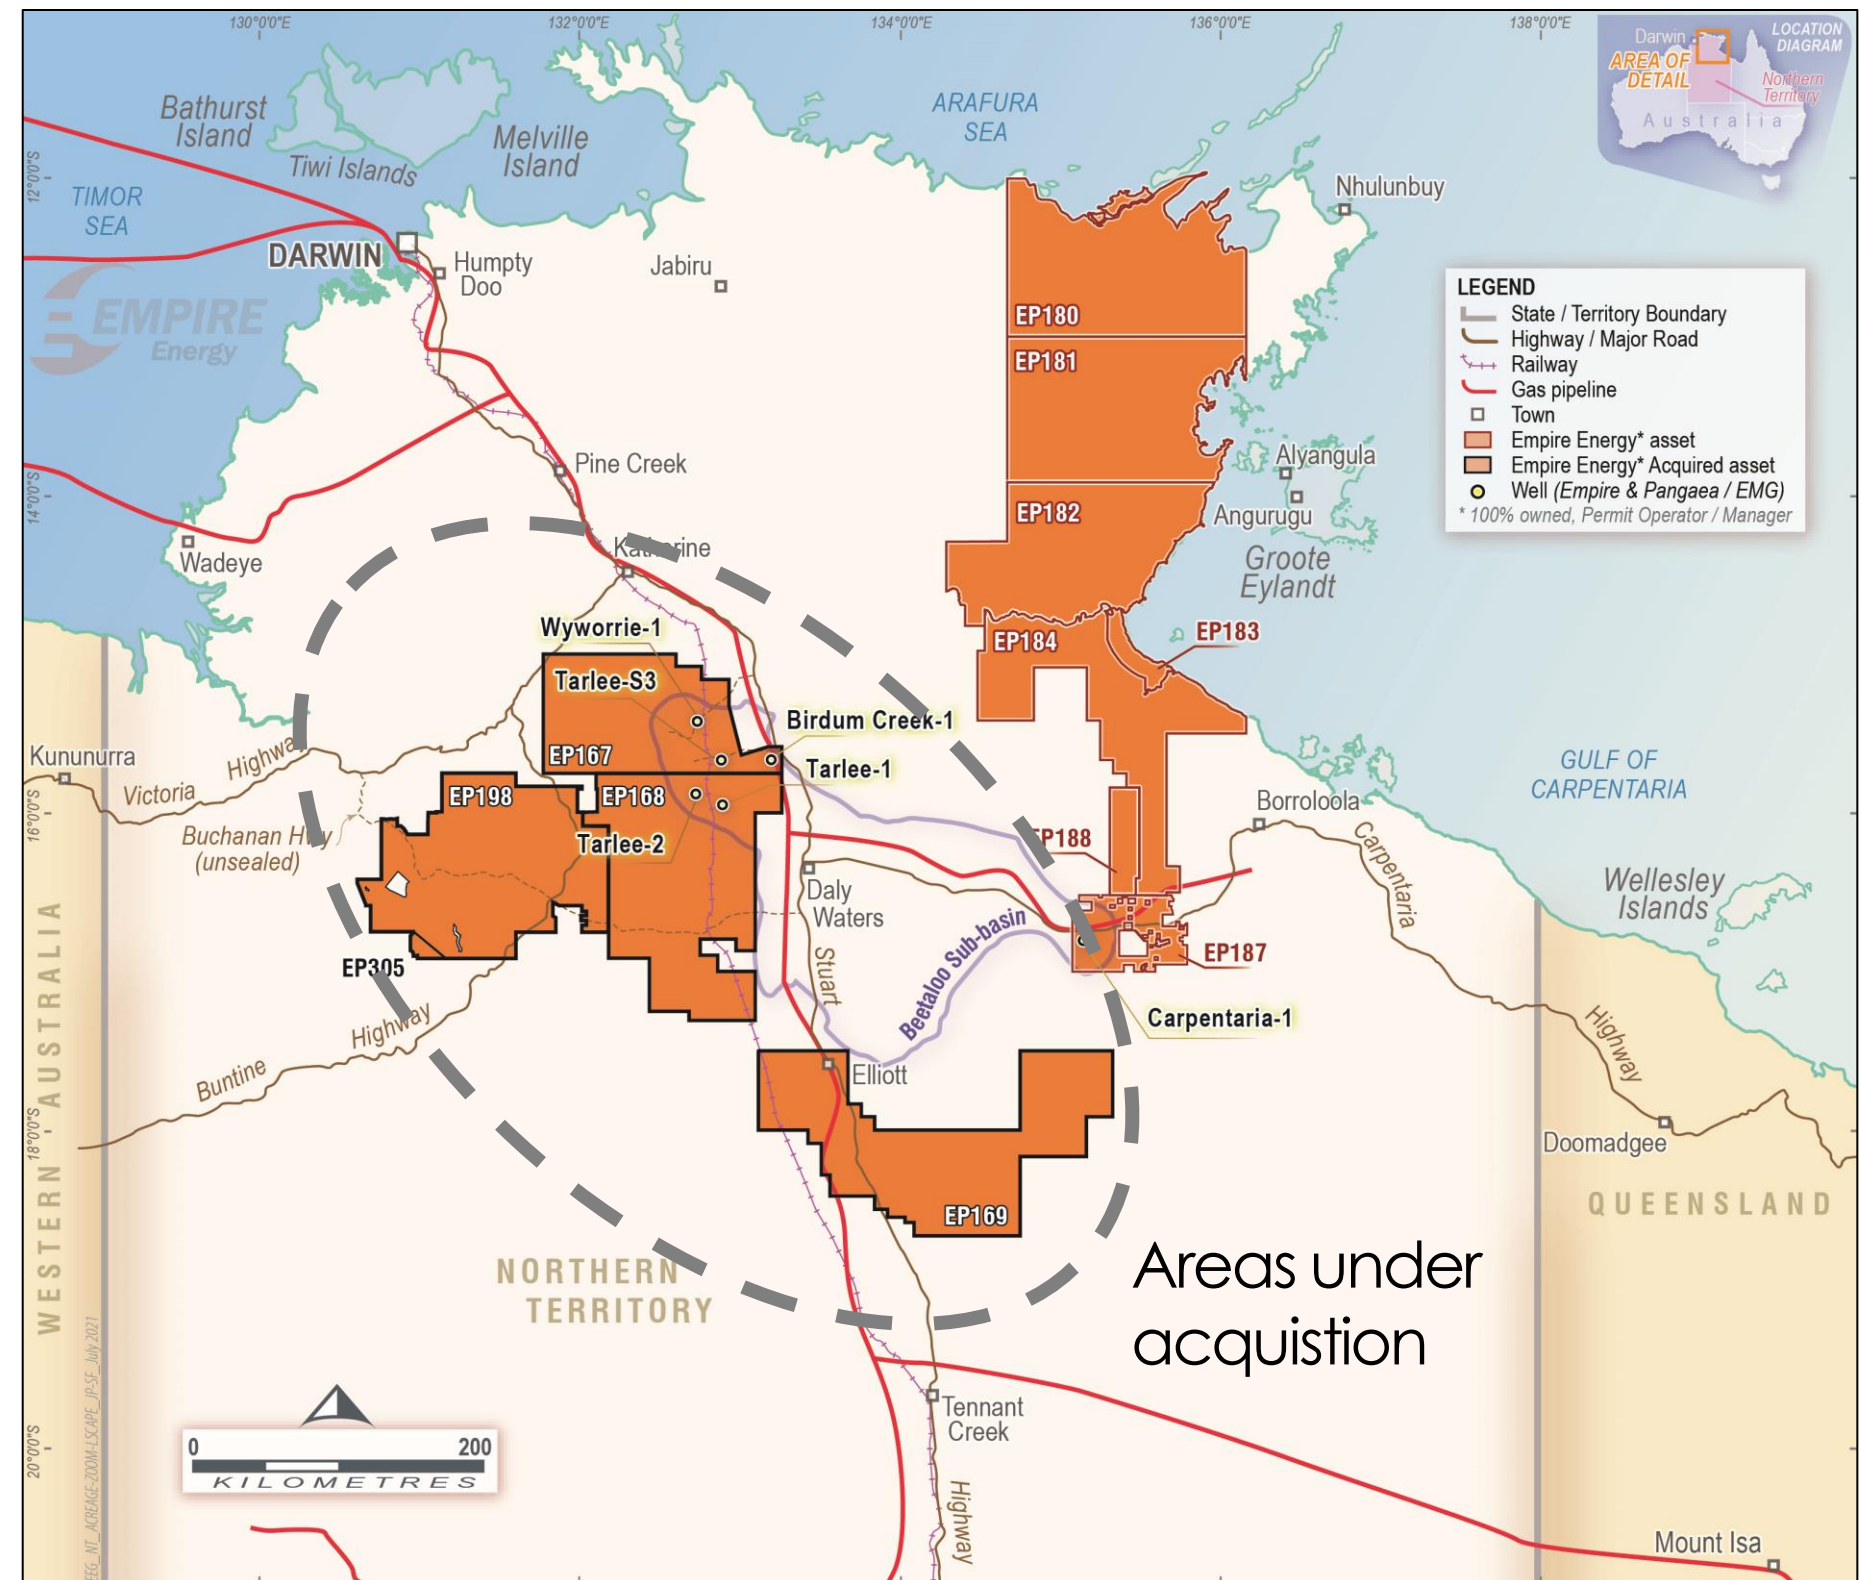 130°0'0"E
132°0'0"E
134°0'0"E
136°0'0"E
138°0'0"E
LOCATION
DIAGRAM
Darwin
AREA OF
DETAIL
Northern
Territory
Australia
Bathurst
Island
Melville
Island
Tiwi Islands
ARAFURA
SEA
12°0'0"S
TIMOR
SEA
Nhulunbuy
DARWIN
Humpty
Doo
Jabiru
EMPIRE
Energy
EP180
EP181
LEGEND
State / Territory Boundary
Highway / Major Road
Railway
Gas pipeline
Town
Empire Energy* asset
Empire Energy* Acquired asset
Well (Empire & Pangaea / EMG)
* 100% owned, Permit Operator / Manager
Pine Creek
14°0'0"S
Alyangula
Angurugu
EP182
Groote
Eylandt
Wadeye
Katherine
Wyworrie-1
EP183
EP184
Tarlee-S3
Birdum Creek-1
EP167
Tarlee-1
Kununurra
Victoria
Highway
GULF OF
CARPENTARIA
EP198
EP168
Borroloola
16°0'0"S
Buchanan Hwy
(unsealed)
Tarlee-2
EP188
Carpentaria
Highway
Daly
Waters
Wellesley
Islands
Beetaloo Sub-basin
EP187
EP305
Stuart
Carpentaria-1
Buntine
Highway
Elliott
18°0'0"S
Doomadgee
WESTERN AUSTRALIA
QUEENSLAND
EP169
NORTHERN
TERRITORY
Areas under
acquistion
Tennant
Creek
20°0'0"S
0
200
KILOMETRES
Highway
Mount Isa
EEG_NT_ACREAGE-ZOOM-LSCAPE_JP-SF_July 2021